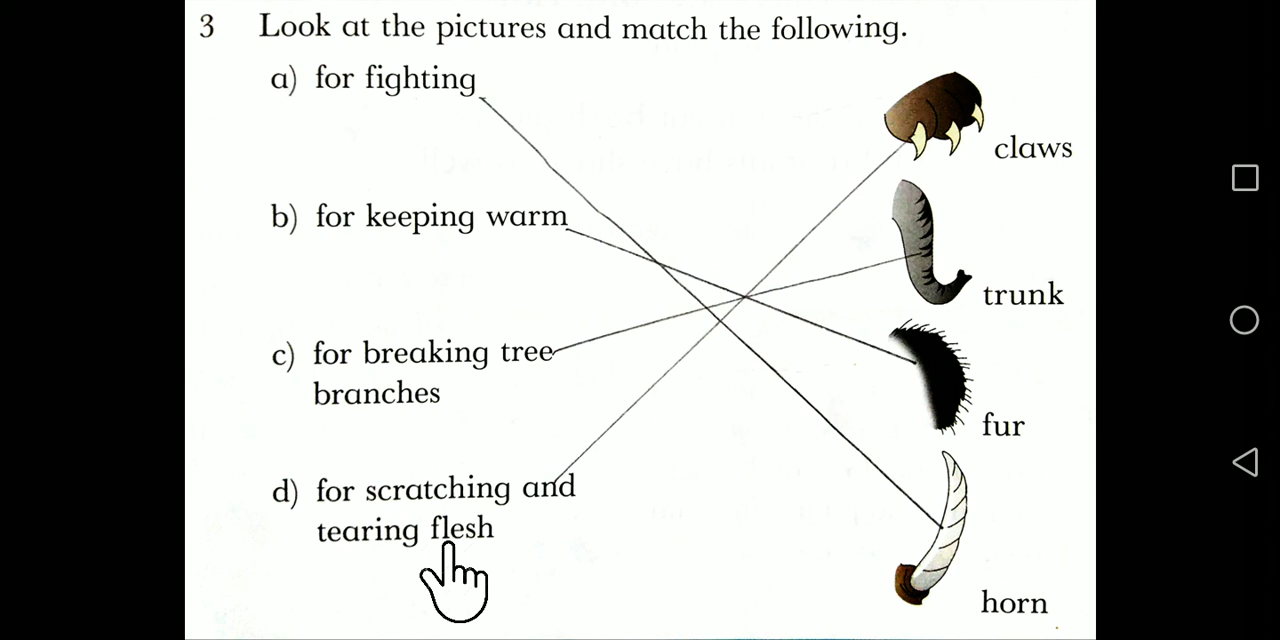 3 Look at the pictures and match the following.
a) for fighting
claws
b) for keeping warm
trunk
c) for breaking tree
branches
fur
d) for scratching and
tearing flesh
horn